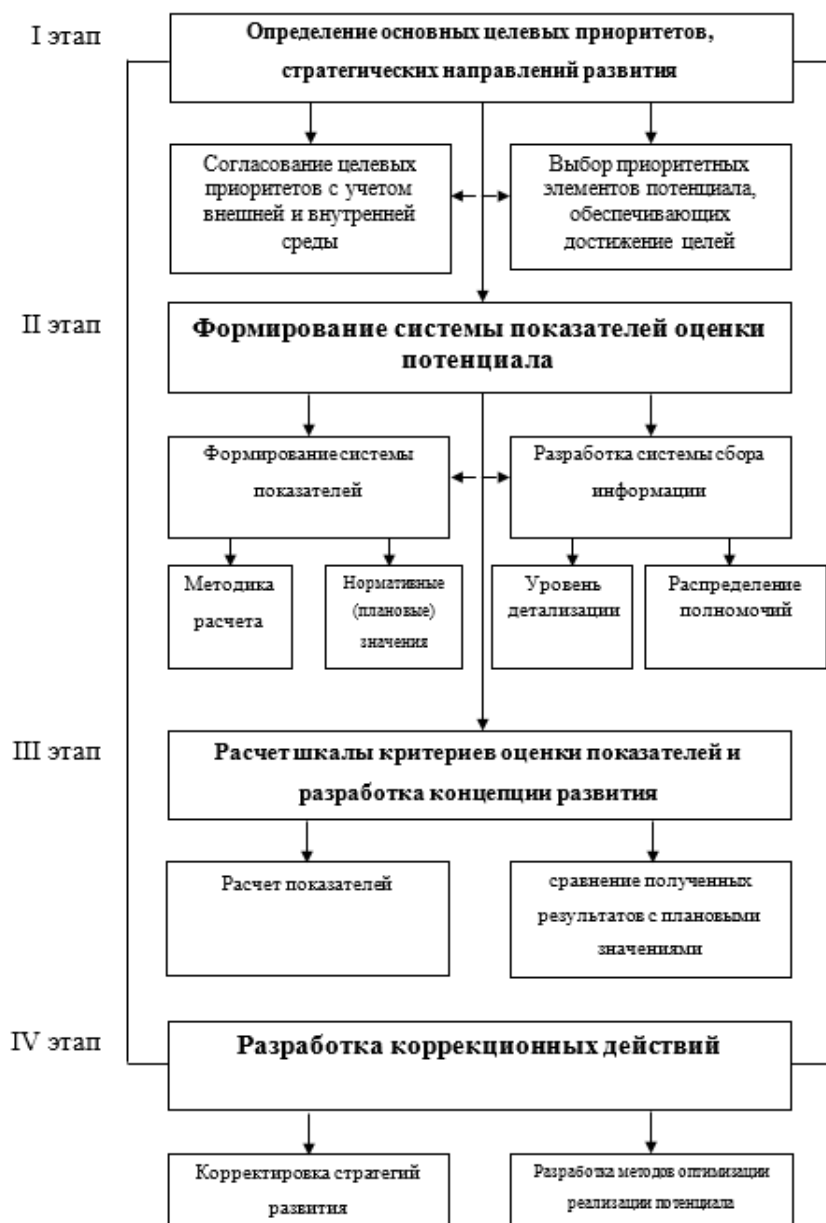 I этап
Определение основных целевых приоритетов,
стратегических направлений развития
Согласование целевых
приоритетов с учетом
внешней и внутренней
среды
Выбор приоритетных
элементов потенциала,
обеспечивающих
достижение целей
II этап
Формирование системы показателей оценки
потенциала
Формирование системы
показателей
Разработка системы сбора
информации
Методика
расчета
Нормативные
(плановые)
значения
Уровень
детализации
Распределение
полномочий
III этап
Расчет шкалы критериев оценки показателей и
разработка концепции развития
Расчет показателей
сравнение полученных
результатов с плановыми
значениями
IV этап
Разработка коррекционных действий
Корректировка стратегий
развития
Разработка методов оптимизации
реализации потенциала